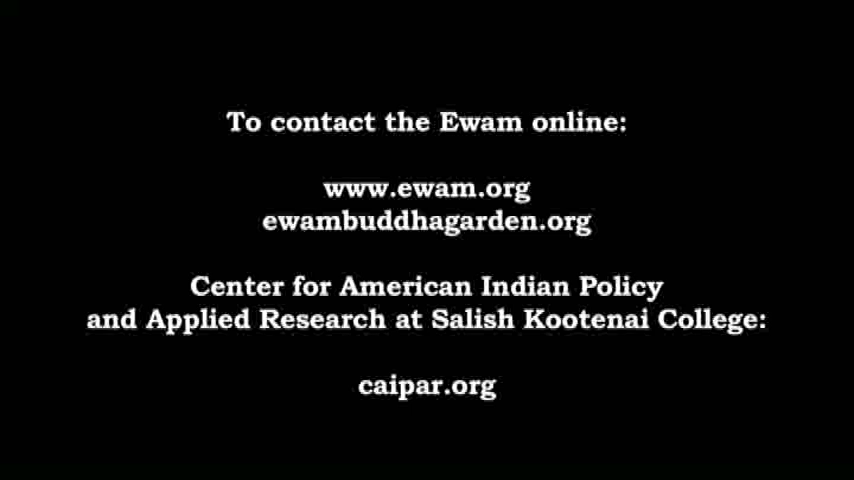 To contact the Ewam online:
www.ewam.org
ewambuddhagarden.org
Center for American Indian Policy
and Applied Research at Salish Kootenai College:
caipar.org